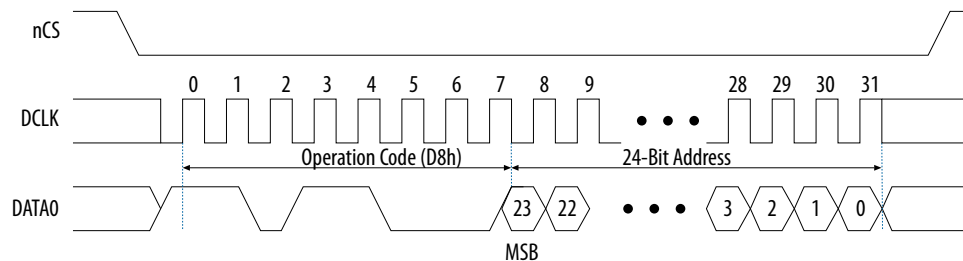 nCS
0 1 2 3 4 5 6 7 8 9 28 29 30 31
DCLK
Operation Code (D8h) 24-Bit Address
DATA0 23 22 3 2 1 0
MSB